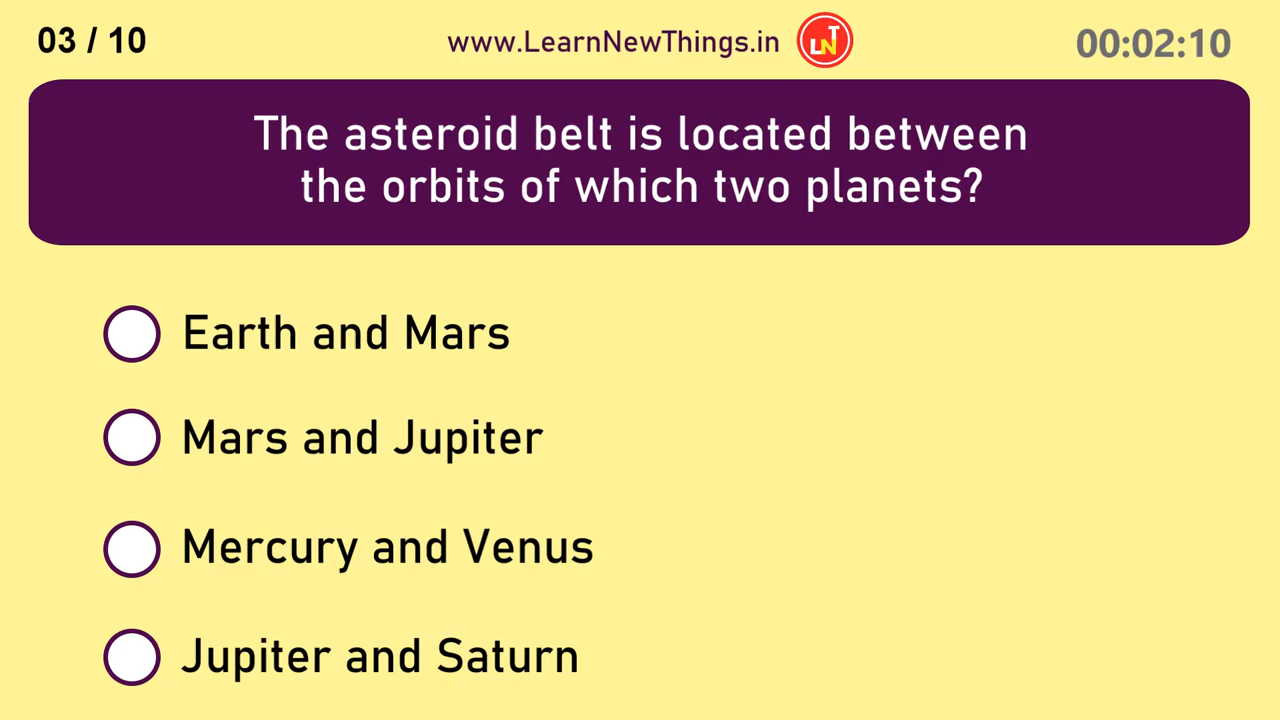 03 / 10
www.LearnNewThings.in
LNT
00:02:10
The asteroid belt is located between
the orbits of which two planets?
Earth and Mars
Mars and Jupiter
Mercury and Venus
Jupiter and Saturn